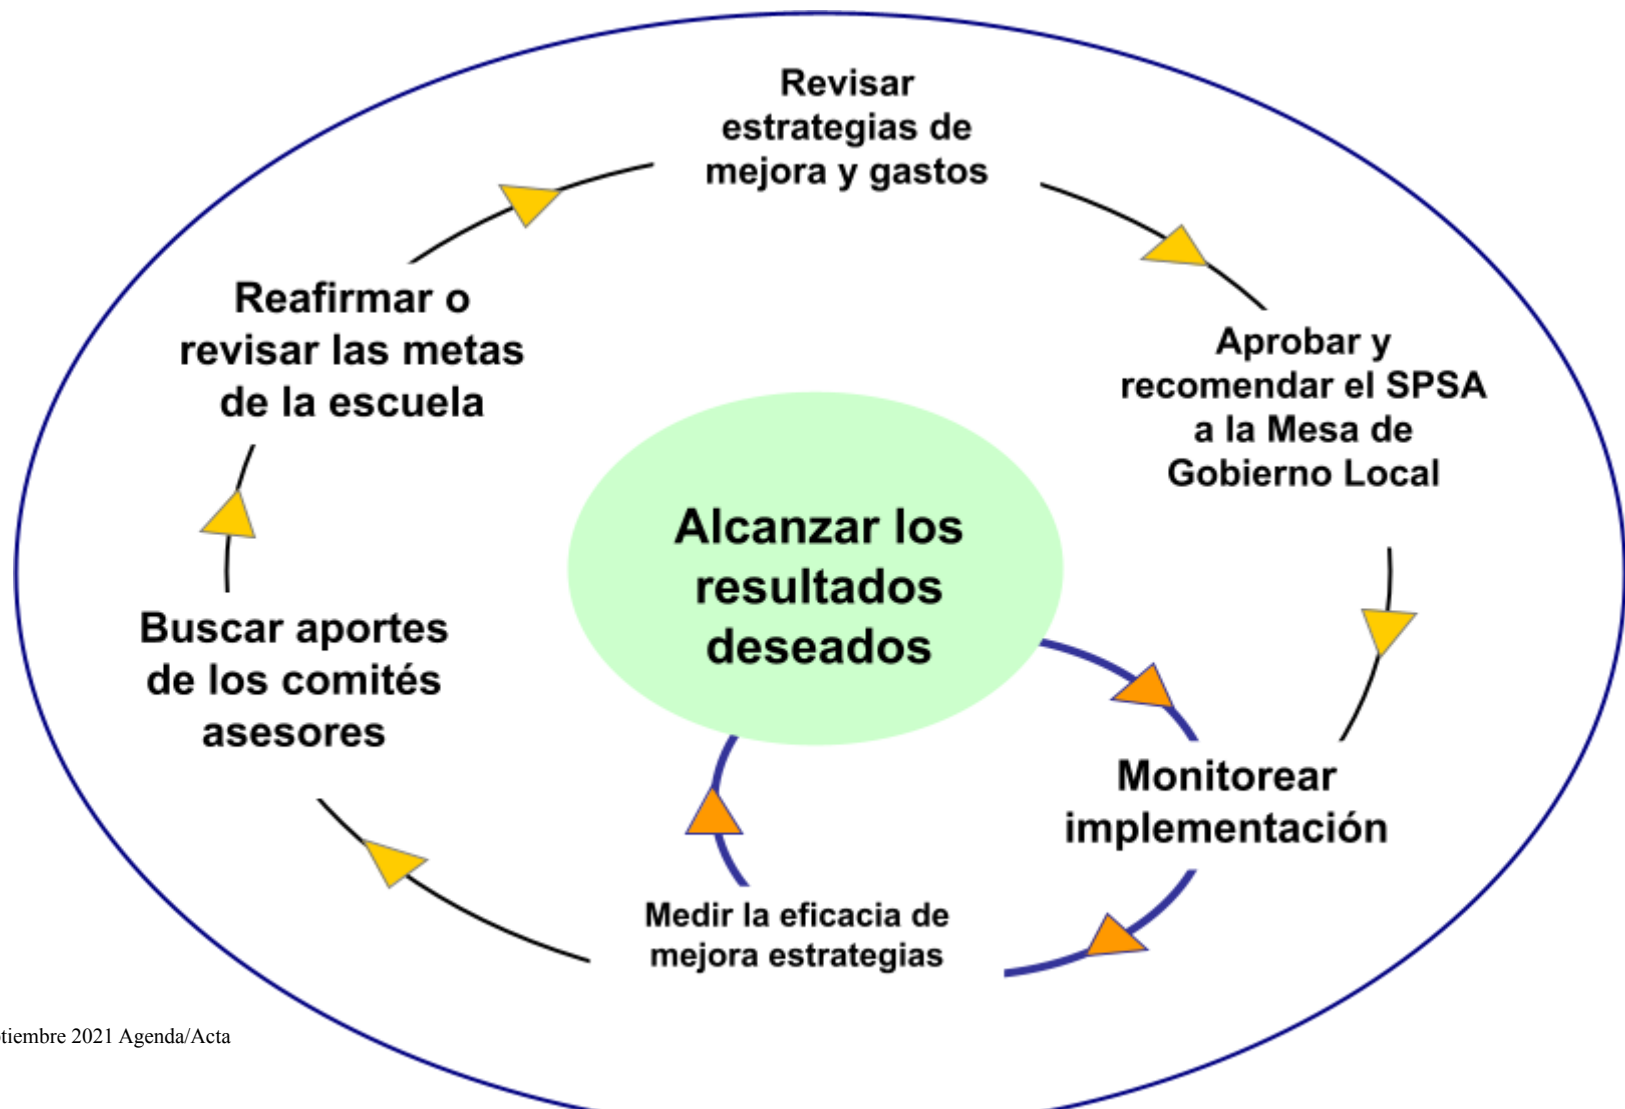 Revisar
estrategias de
mejora y gastos
Aprobar y
recomendar el SPSA
a la Mesa de
Gobierno Local
Monitorear
implementación
Medir la eficacia de
mejora estrategias
Buscar aportes
de los comités
asesores
Reafirmar o
revisar las metas
de la escuela
Alcanzar los
resultados
deseados
tiembre 2021 Agenda/Acta